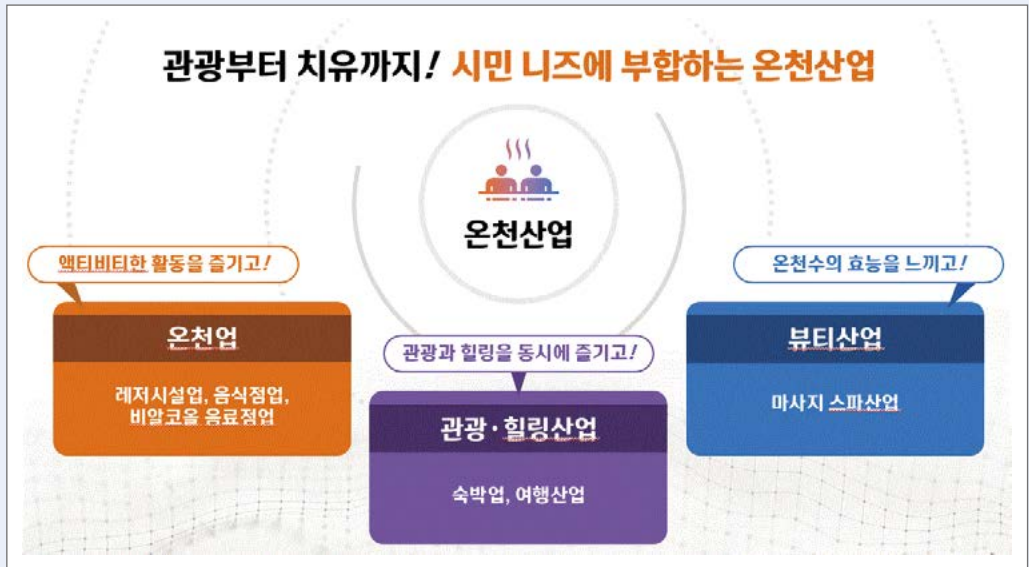 관광부터 치유까지! 시민 니즈에 부합하는 온천산업
온천산업
액티비티한 활동을 즐기고!
온천업
레저시설업, 음식점업,
비알코올 음료점업
관광과 힐링을 동시에 즐기고!
관광·힐링산업
숙박업, 여행산업
온천수의 효능을 느끼고!
뷰티산업
마사지 스파산업